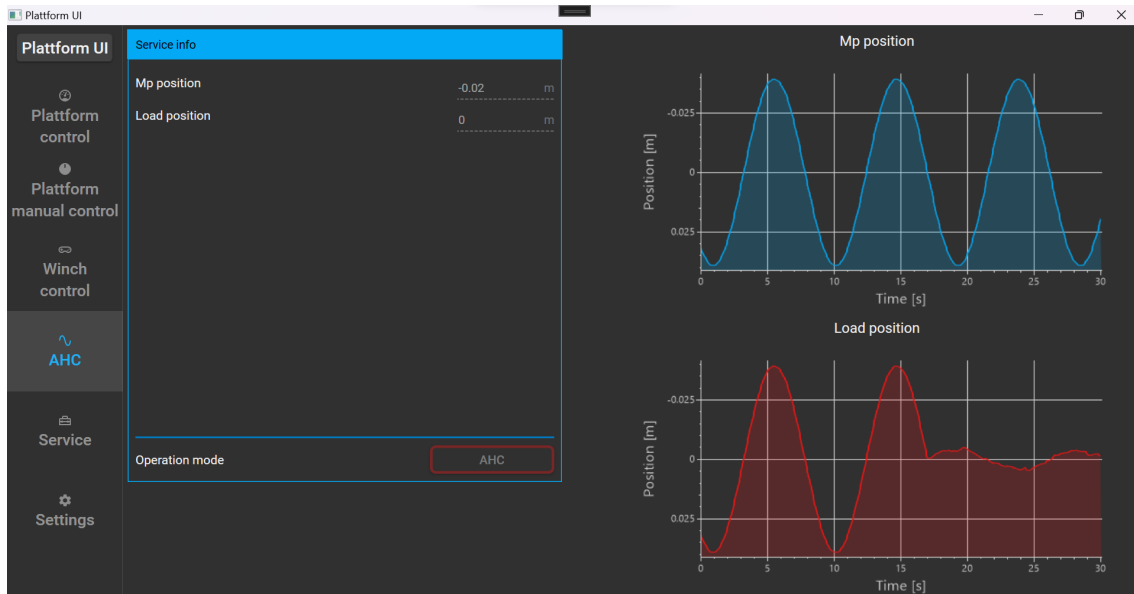 Plattform UI
Plattform UI
Plattform
control
Plattform
manual control
Winch
control
AHC
Service
Settings
Service info
Mp position
-0.02 m
Load position
0 m
Operation mode
AHC
Mp position
Position [m]
-0.025
0
0.025
0 5 10 15 20 25 30
Time [s]
Load position
Position [m]
-0.025
0
0.025
0 5 10 15 20 25 30
Time [s]